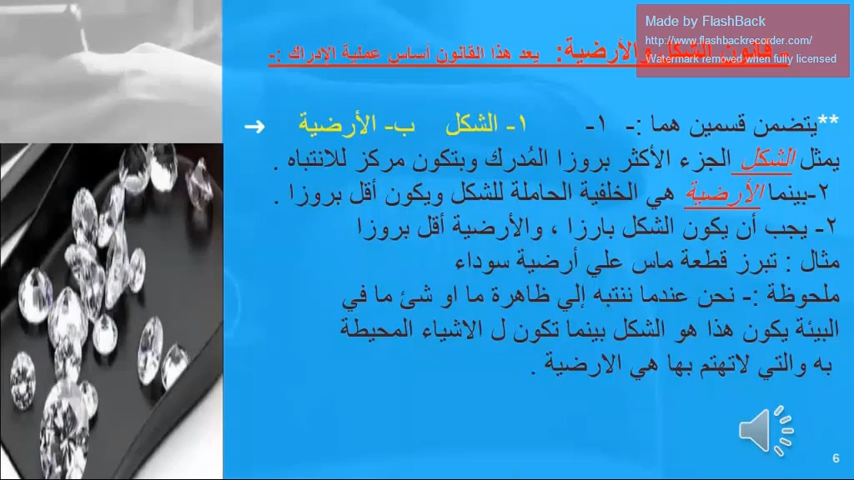 Made by FlashBack
http://www.flashbackrecorder.com/
Watermark removed when fully licensed
- قانون الشكل والأرضية: يعد هذا القانون أساس عملية الإدراك :-
**يتضمن قسمين هما :- ١- ١- الشكل ب- الأرضية
يمثل الشكل الجزء الأكثر بروزا المُدرك وبتكون مركز للانتباه .
٢-بينما الأرضية هي الخلفية الحاملة للشكل ويكون أقل بروزا .
٢- يجب أن يكون الشكل بارزا ، والأرضية أقل بروزا
مثال : تبرز قطعة ماس علي أرضية سوداء
ملحوظة :- نحن عندما ننتبه إلي ظاهرة ما او شئ ما في
البيئة يكون هذا هو الشكل بينما تكون ل الاشياء المحيطة
به والتي لاتهتم بها هي الارضية .
6